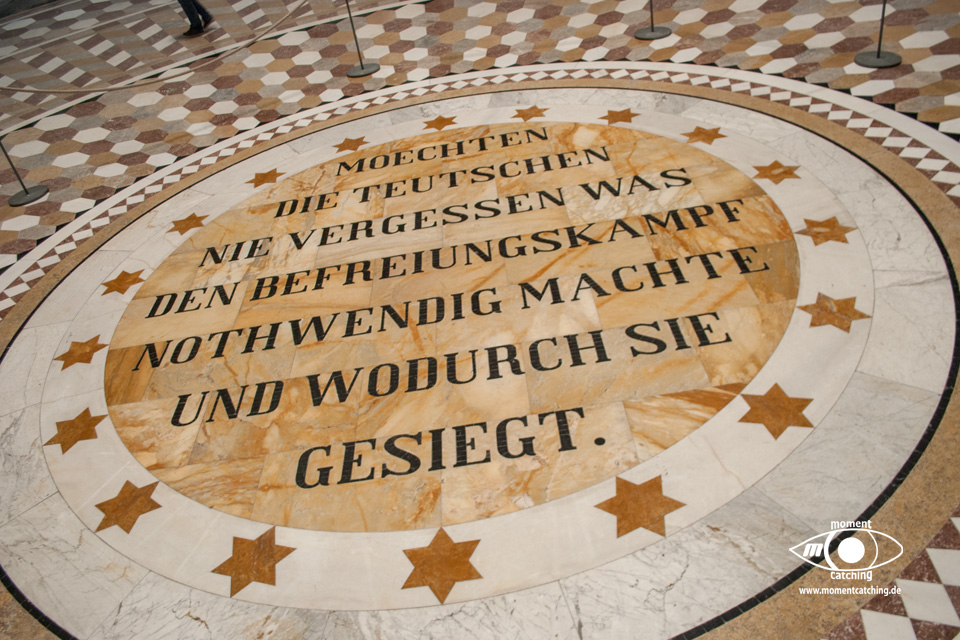 MOECHTEN
DIE TEUTSCHEN
NIE VERGESSEN WAS
DEN BEFREIUNGSKAMPF
NOTHWENDIG MACHTE
UND WODURCH SIE
GESIEGT.
moment
m
catching
www.momentcatching.de